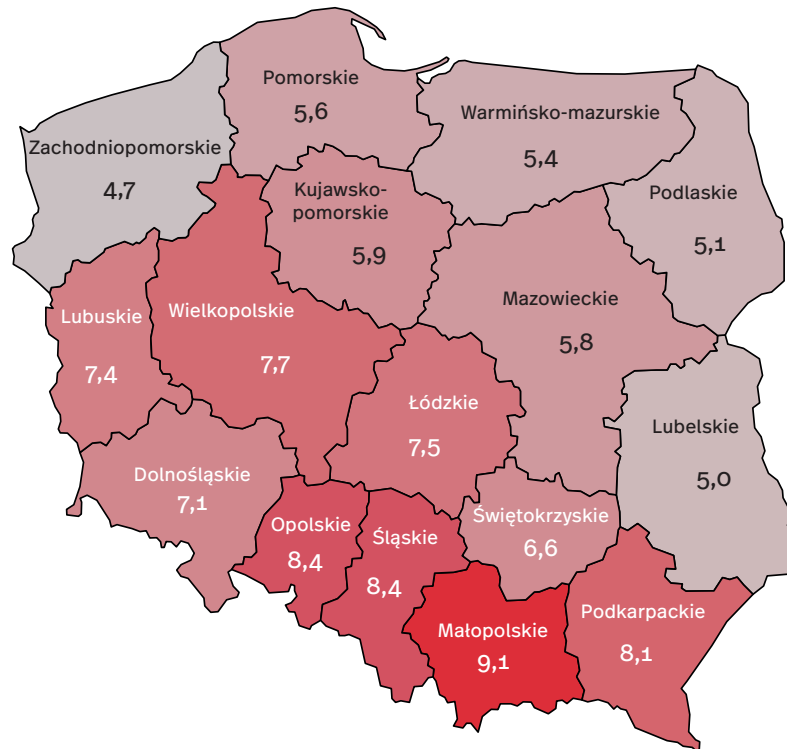 Pomorskie
5,6
Warmińsko-mazurskie
5,4
Zachodniopomorskie
4,7
Kujawsko-
pomorskie
5,9
Podlaskie
5,1
Lubuskie
7,4
Wielkopolskie
7,7
Mazowieckie
5,8
Łódzkie
7,5
Lubelskie
5,0
Dolnośląskie
7,1
Opolskie
8,4
Śląskie
8,4
Świętokrzyskie
6,6
Małopolskie
9,1
Podkarpackie
8,1